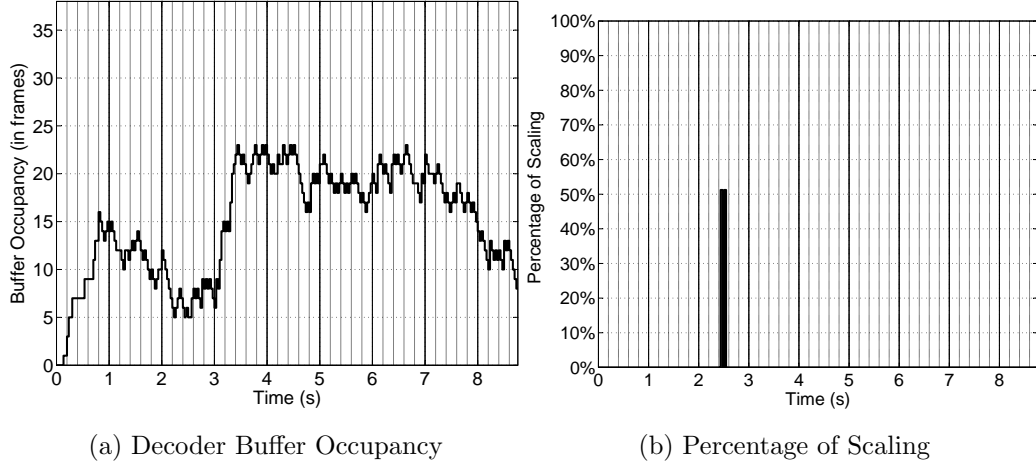 Buffer Occupancy (in frames)
35
30
25
20
15
10
5
0
0 1 2 3 4 5 6 7 8
Time (s)
(a) Decoder Buffer Occupancy
Percentage of Scaling
100%
90%
80%
70%
60%
50%
40%
30%
20%
10%
0%
0 1 2 3 4 5 6 7 8
Time (s)
(b) Percentage of Scaling